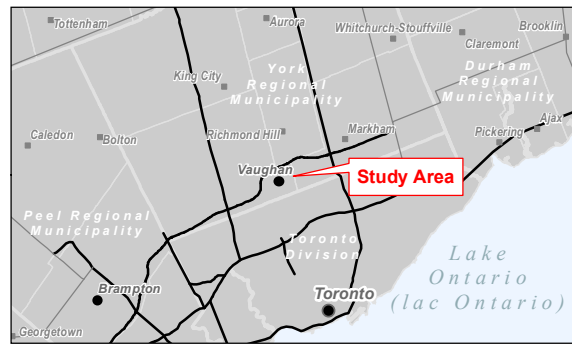 Tottenham
Aurora
Whitchurch-Stouffville
Brooklin
Claremont
King City
York
Regional
Municipality
Durham
Regional
Municipality
Caledon
Bolton
Richmond Hill
Markham
Pickering
Ajax
Vaughan
Study Area
Peel Regional
Municipality
Toronto
Division
Lake
Ontario
(lac Ontario)
Brampton
Toronto
Georgetown